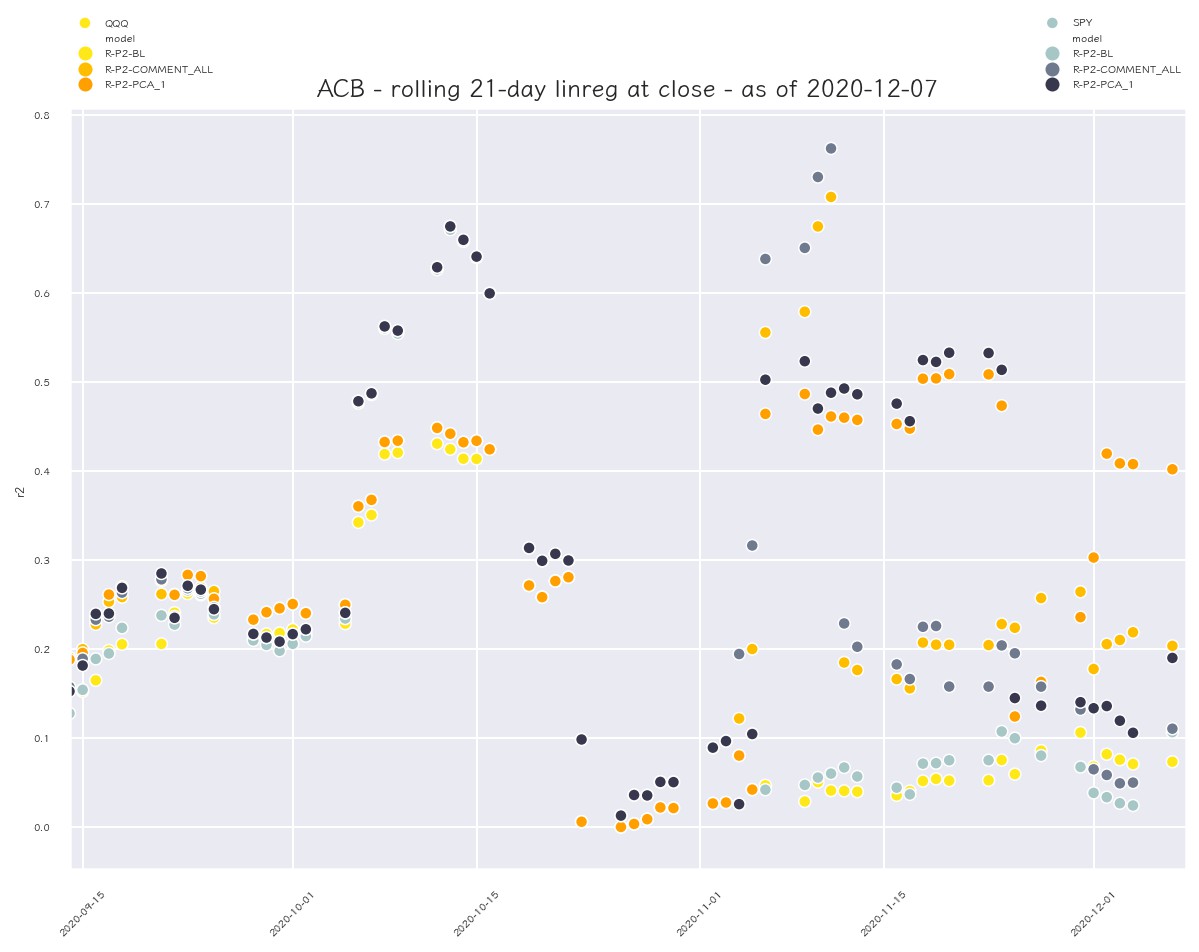 QQQ
model
R-P2-BL
R-P2-COMMENT_ALL
R-P2-PCA_1
SPY
model
R-P2-BL
R-P2-COMMENT_ALL
R-P2-PCA_1
ACB - rolling 21-day linreg at close - as of 2020-12-07
0.8
0.7
0.6
0.5
0.4
0.3
0.2
0.1
0.0
r2
2020-09-15
2020-10-01
2020-10-15
2020-11-01
2020-11-15
2020-12-01